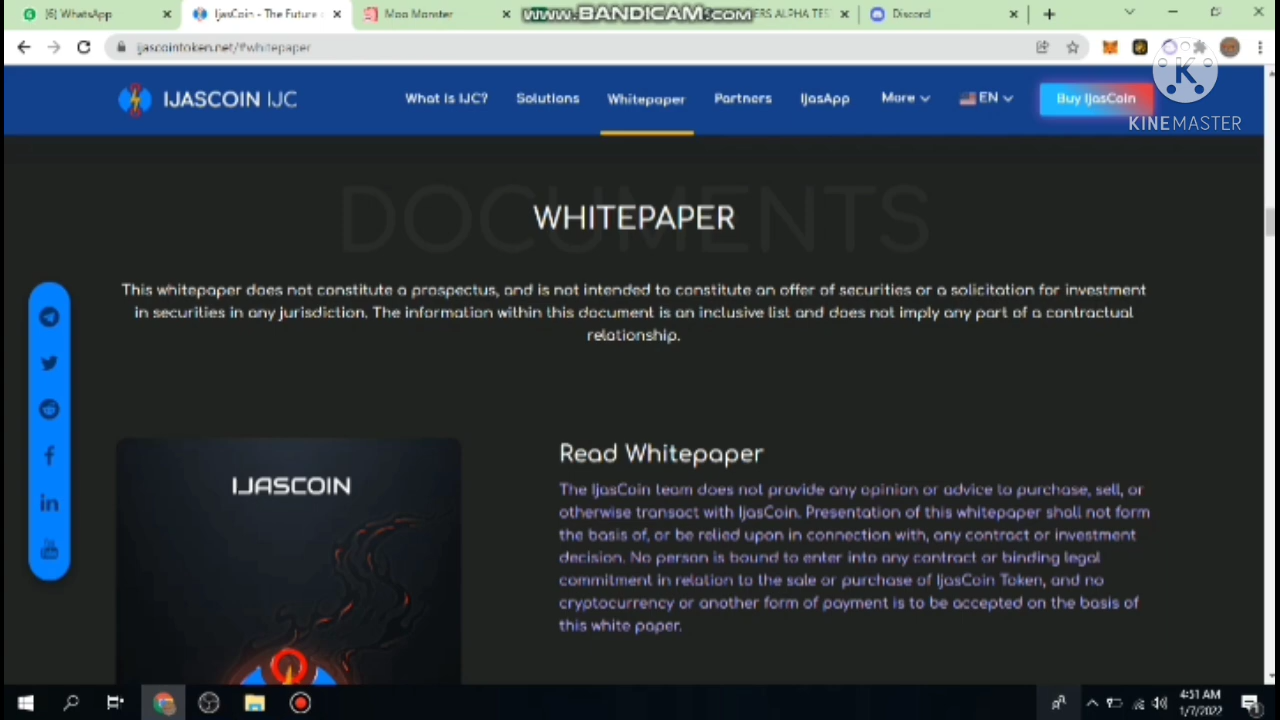 (6) WhatsApp
IjasCoin - The Future
Moo Monster
WWW.BANDICAM.COM
ERS ALPHA TES
Discord
ijascointoken.net/#whitepaper
IJASCOIN IJC
What is IJC?
Solutions
Whitepaper
Partners
IjasApp
More
EN
Buy IjasCoin
K
KINEMASTER
DOCUMENTS
WHITEPAPER
This whitepaper does not constitute a prospectus, and is not intended to constitute an offer of securities or a solicitation for investment
in securities in any jurisdiction. The information within this document is an inclusive list and does not imply any part of a contractual
relationship.
IJASCOIN
Read Whitepaper
The IjasCoin team does not provide any opinion or advice to purchase, sell, or
otherwise transact with IjasCoin. Presentation of this whitepaper shall not form
the basis of, or be relied upon in connection with, any contract or investment
decision. No person is bound to enter into any contract or binding legal
commitment in relation to the sale or purchase of IjasCoin Token, and no
cryptocurrency or another form of payment is to be accepted on the basis of
this white paper.
4:51 AM
1/7/2022